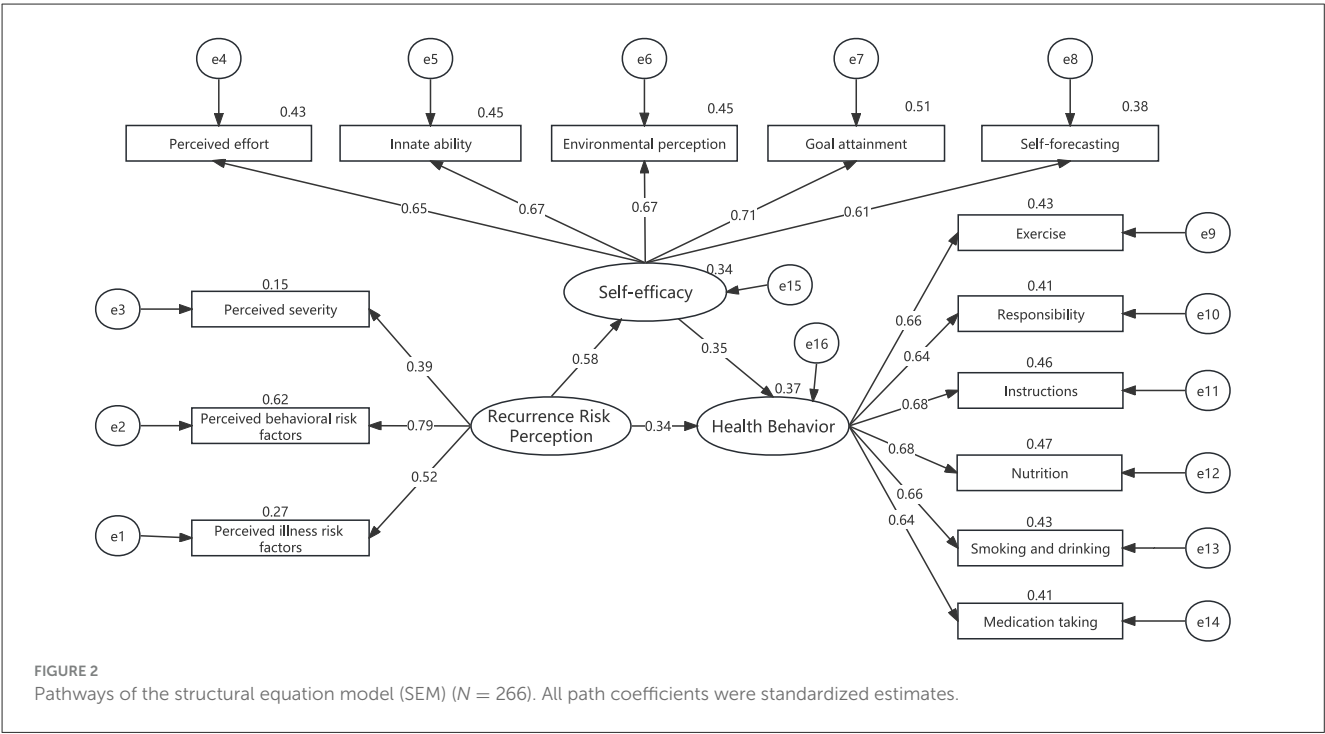 e4 e5 e6 e7 e8
0.43 0.45 0.45 0.51 0.38
Perceived effort Innate ability Environmental perception Goal attainment Self-forecasting
0.65 0.67 0.67 0.71 0.61
0.43
Exercise e9
0.34
Self-efficacy e15
0.15
e3 Perceived severity
0.41
Responsibility e10
0.66
0.39 0.58 0.35 e16 0.64
0.46
Instructions e11
0.62
e2 Perceived behavioral risk
factors
0.79
Recurrence Risk
Perception
0.34
0.37
Health Behavior
0.68
0.47
Nutrition e12
0.68
0.52
0.66
0.64
0.27
e1 Perceived illness risk
factors
0.43
Smoking and drinking e13
0.41
Medication taking e14
FIGURE 2
Pathways of the structural equation model (SEM) (N = 266). All path coefficients were standardized estimates.